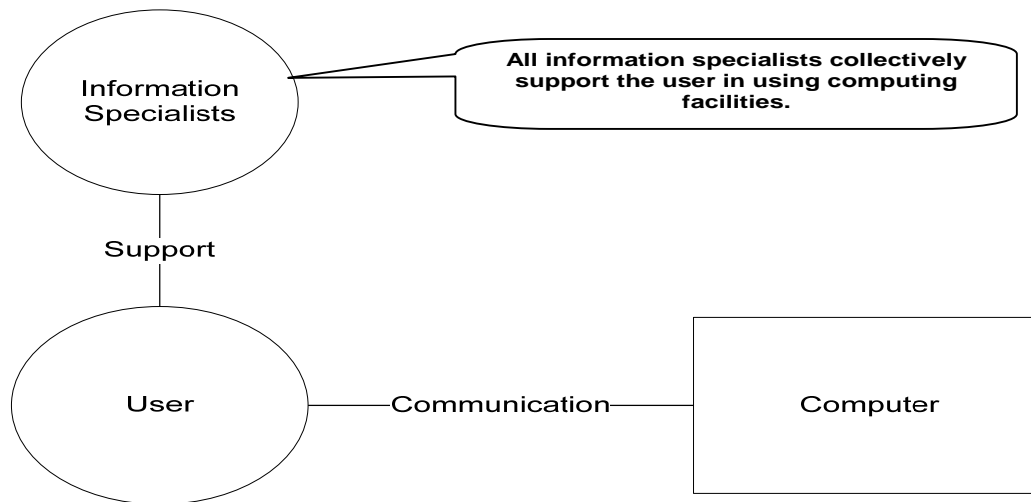 Information
Specialists
All information specialists collectively
support the user in using computing
facilities.
Support
User
Communication
Computer